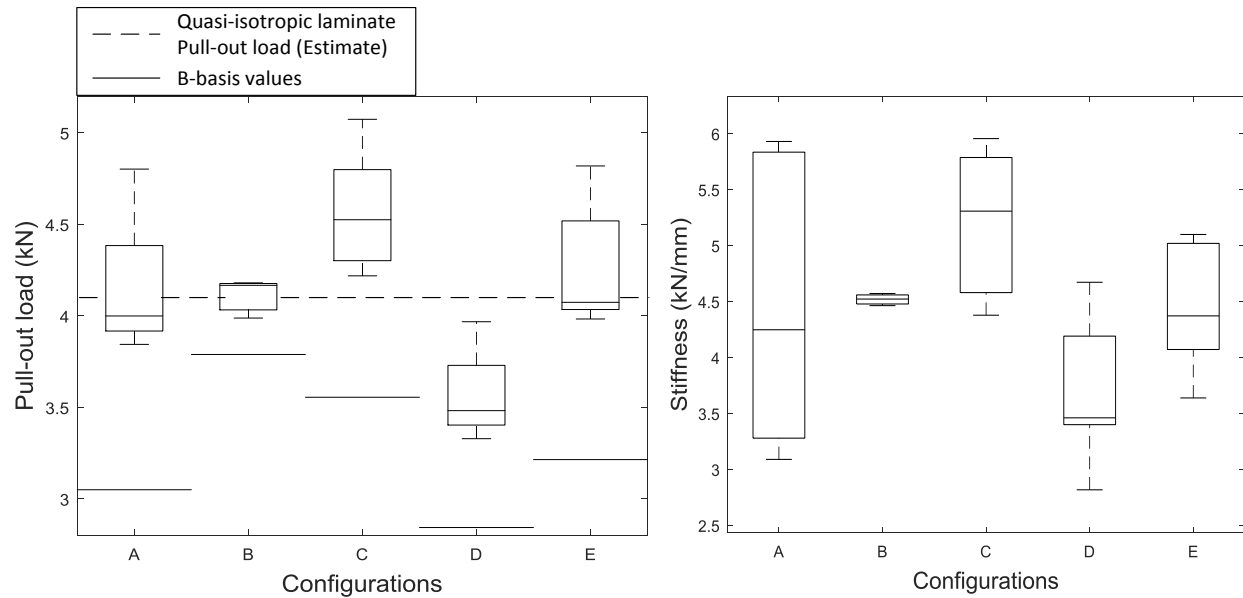 Quasi-isotropic laminate
Pull-out load (Estimate)
B-basis values
Pull-out load (kN)
5
4.5
4
3.5
3
A B C D E
Configurations
Stiffness (kN/mm)
6
5.5
5
4.5
4
3.5
3
2.5
A B C D E
Configurations